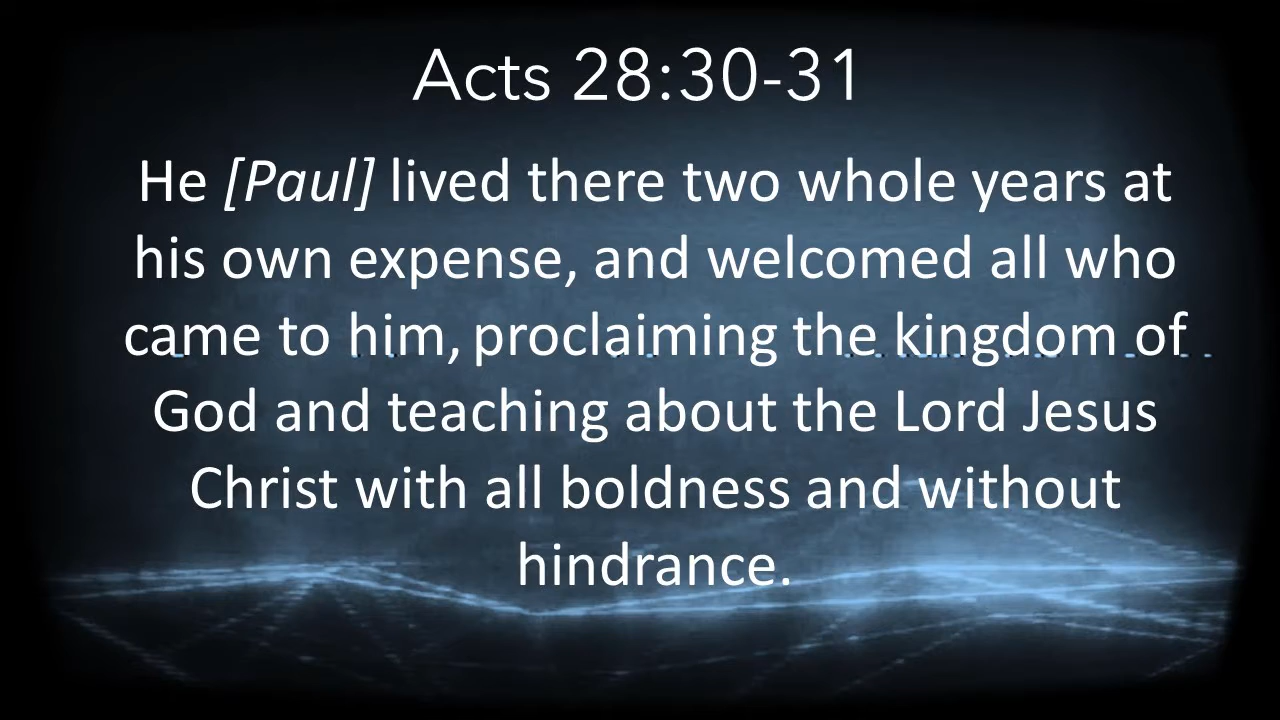 Acts 28:30-31
He [Paul] lived there two whole years at
his own expense, and welcomed all who
came to him, proclaiming the kingdom of
God and teaching about the Lord Jesus
Christ with all boldness and without
hindrance.